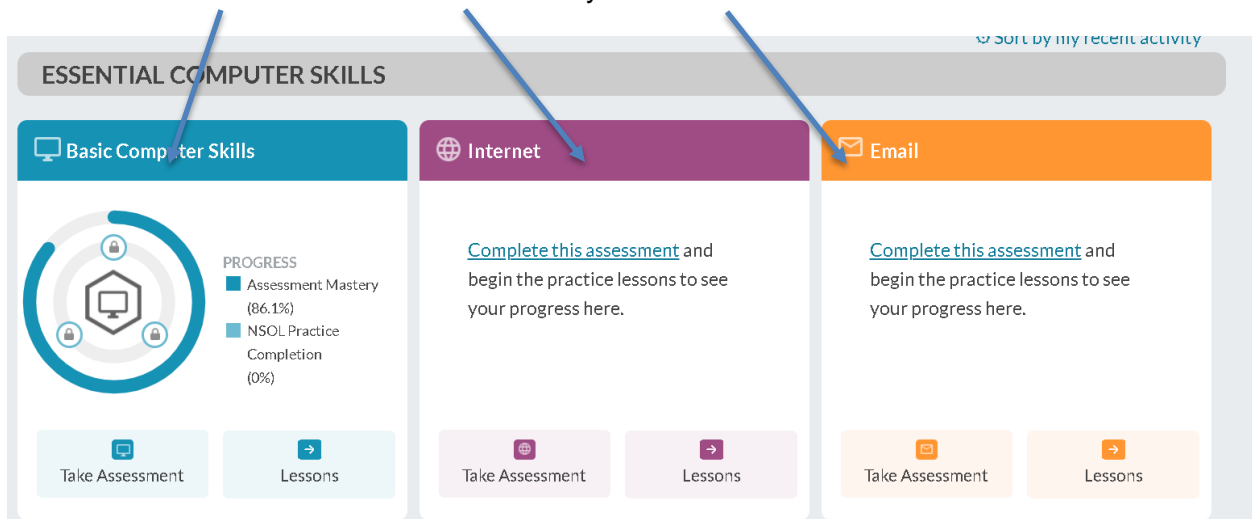 Sort by my recent activity
ESSENTIAL COMPUTER SKILLS
Basic Computer Skills
PROGRESS
Assessment Mastery
(86.1%)
NSOL Practice
Completion
(0%)
Take Assessment
Lessons
Internet
Complete this assessment and
begin the practice lessons to see
your progress here.
Take Assessment
Lessons
Email
Complete this assessment and
begin the practice lessons to see
your progress here.
Take Assessment
Lessons